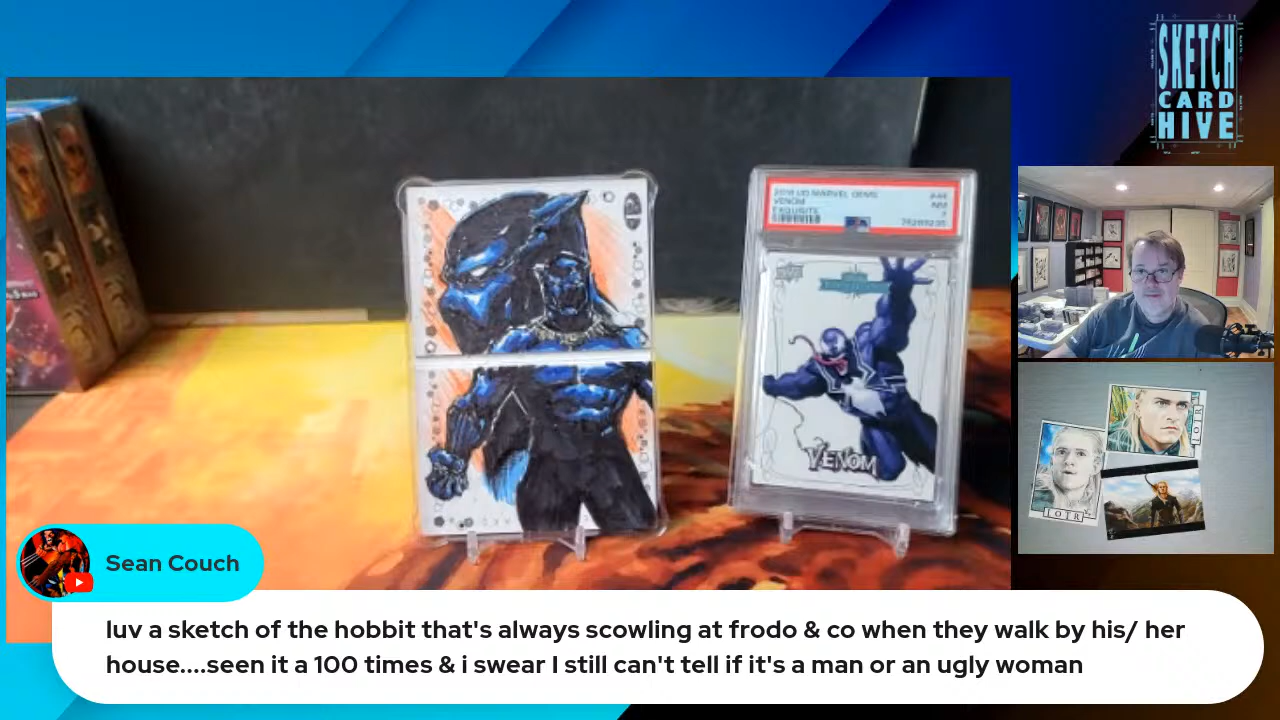 SKETCH
CARD
HIVE
VENOM
VENOM
LOTR
Sean Couch
luv a sketch of the hobbit that's always scowling at frodo & co when they walk by his/ her
house....seen it a 100 times & i swear I still can't tell if it's a man or an ugly woman